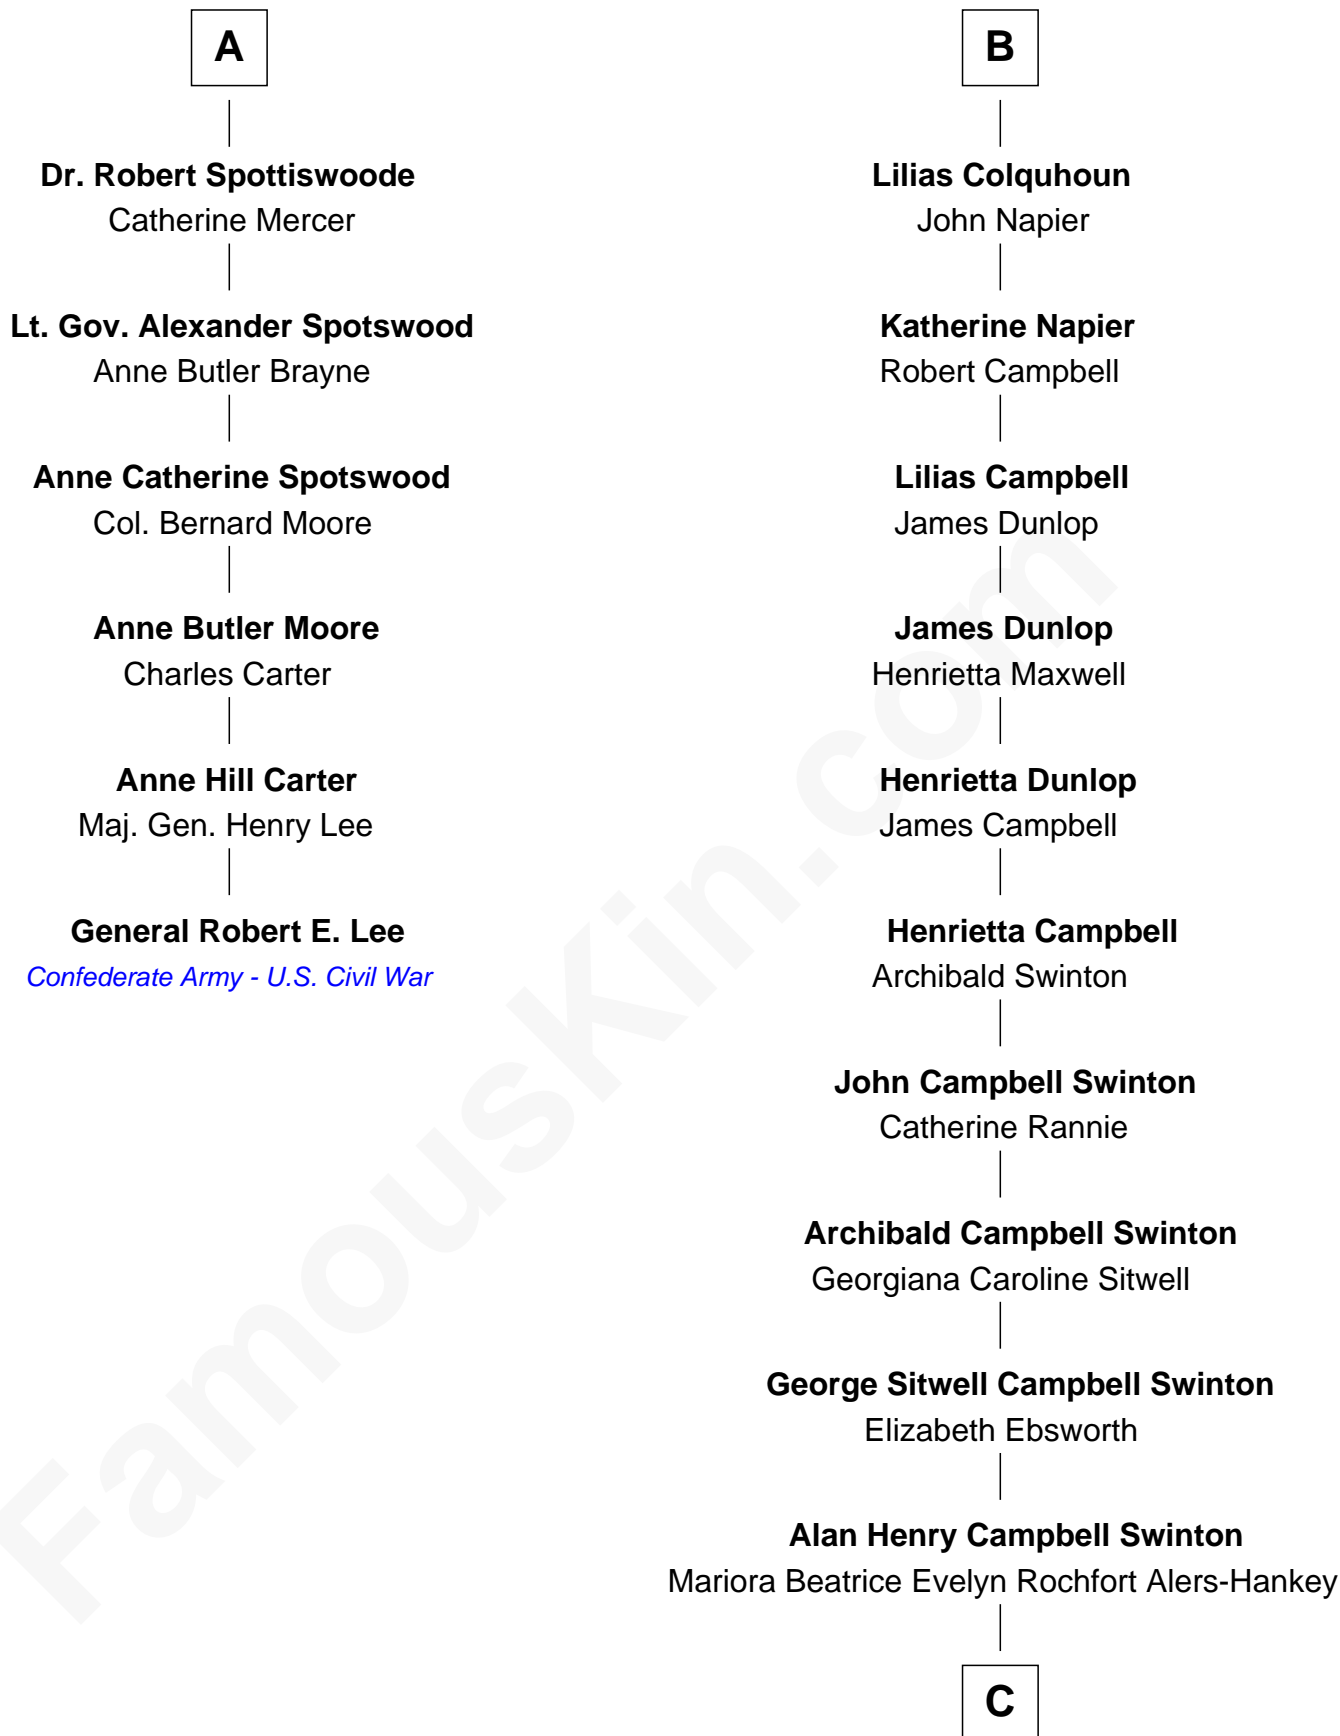 A
Dr. Robert Spottiswoode
Catherine Mercer
Lt. Gov. Alexander Spotswood
Anne Butler Brayne
Anne Catherine Spotswood
Col. Bernard Moore
Anne Butler Moore
Charles Carter
Anne Hill Carter
Maj. Gen. Henry Lee
General Robert E. Lee
Confederate Army - U.S. Civil War
B
Lilias Colquhoun
John Napier
Katherine Napier
Robert Campbell
Lilias Campbell
James Dunlop
James Dunlop
Henrietta Maxwell
Henrietta Dunlop
James Campbell
Henrietta Campbell
Archibald Swinton
John Campbell Swinton
Catherine Rannie
Archibald Campbell Swinton
Georgiana Caroline Sitwell
George Sitwell Campbell Swinton
Elizabeth Ebsworth
Alan Henry Campbell Swinton
Mariora Beatrice Evelyn Rochfort Alers-Hankey
C
FamousKin.com